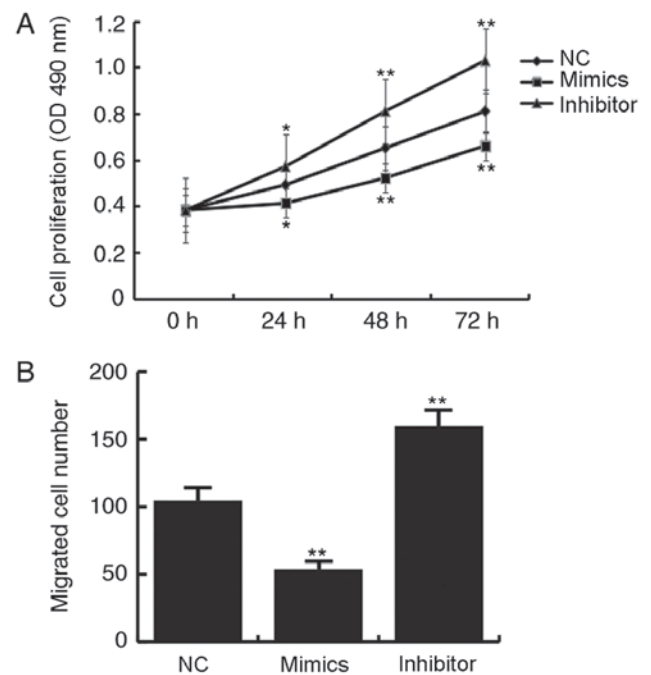 A
Cell proliferation (OD 490 nm)
1.2
1.0
0.8
0.6
0.4
0.2
0
**
**
*
*
**
**
0 h 24 h 48 h 72 h
NC
Mimics
Inhibitor
B
Migrated cell number
200
150
100
50
0
**
**
NC Mimics Inhibitor